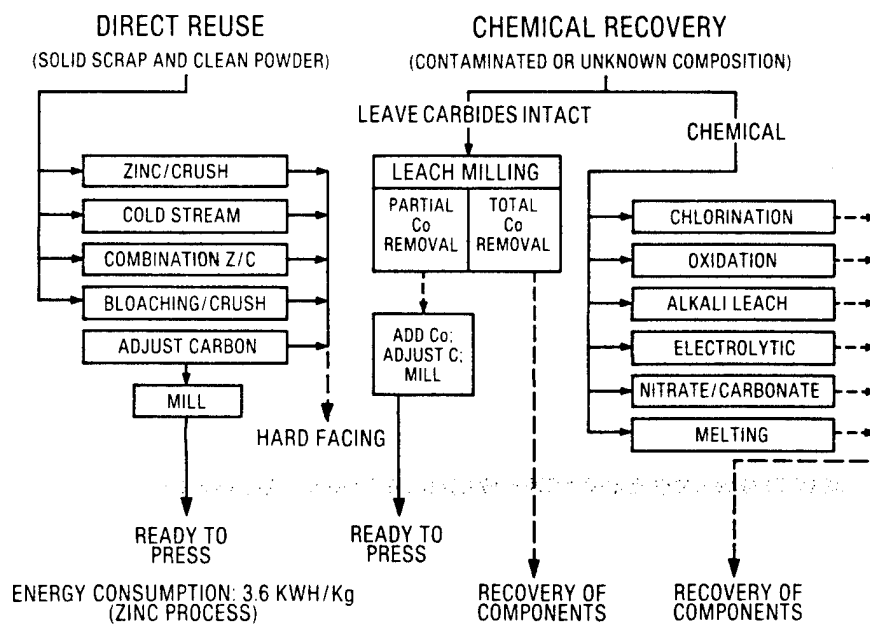 DIRECT REUSE
(SOLID SCRAP AND CLEAN POWDER)
ZINC/CRUSH
COLD STREAM
COMBINATION Z/C
BLOACHING/CRUSH
ADJUST CARBON
MILL
HARD FACING
READY TO
PRESS
ENERGY CONSUMPTION: 3.6 KWH/Kg
(ZINC PROCESS)
CHEMICAL RECOVERY
(CONTAMINATED OR UNKNOWN COMPOSITION)
LEAVE CARBIDES INTACT
LEACH MILLING
PARTIAL
Co
REMOVAL
TOTAL
Co
REMOVAL
ADD Co;
ADJUST C;
MILL
READY TO
PRESS
RECOVERY OF
COMPONENTS
CHEMICAL
CHLORINATION
OXIDATION
ALKALI LEACH
ELECTROLYTIC
NITRATE/CARBONATE
MELTING
RECOVERY OF
COMPONENTS